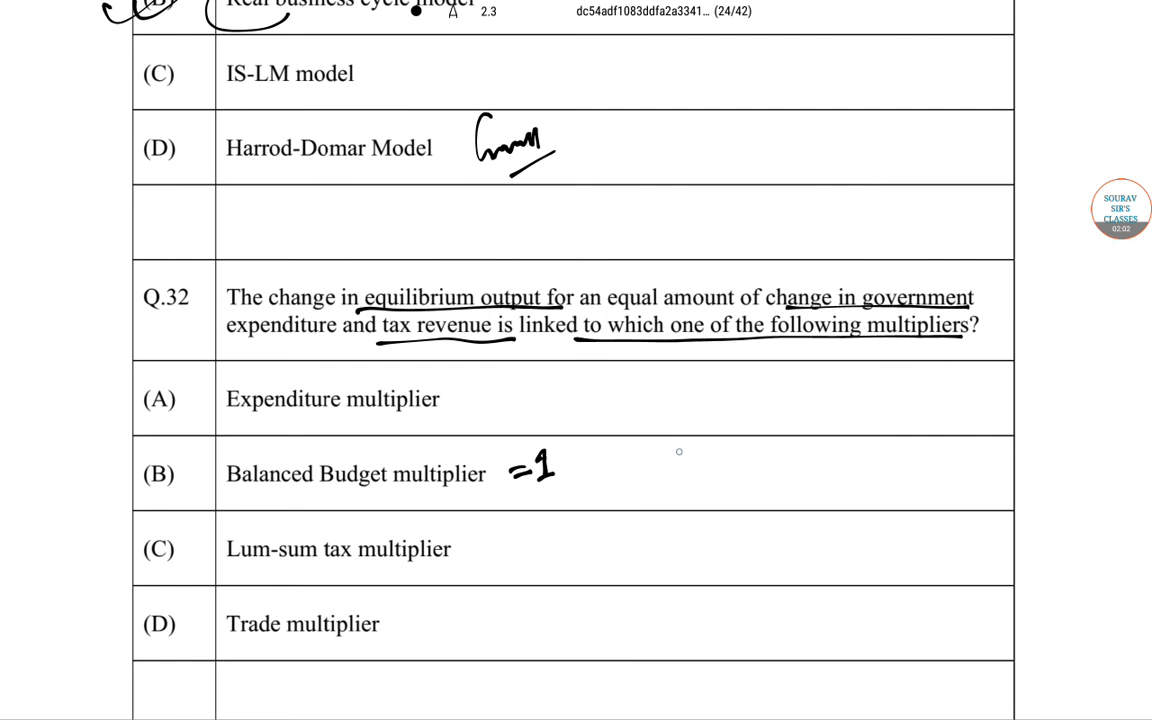 (B) Real business cycle model
2.3
dc54adf1083ddfa2a3341... (24/42)
(C) IS-LM model
(D) Harrod-Domar Model
SOURAV
SIR'S
CLASSES
02:02
Q.32 The change in equilibrium output for an equal amount of change in government
expenditure and tax revenue is linked to which one of the following multipliers?
(A) Expenditure multiplier
(B) Balanced Budget multiplier =1
(C) Lum-sum tax multiplier
(D) Trade multiplier